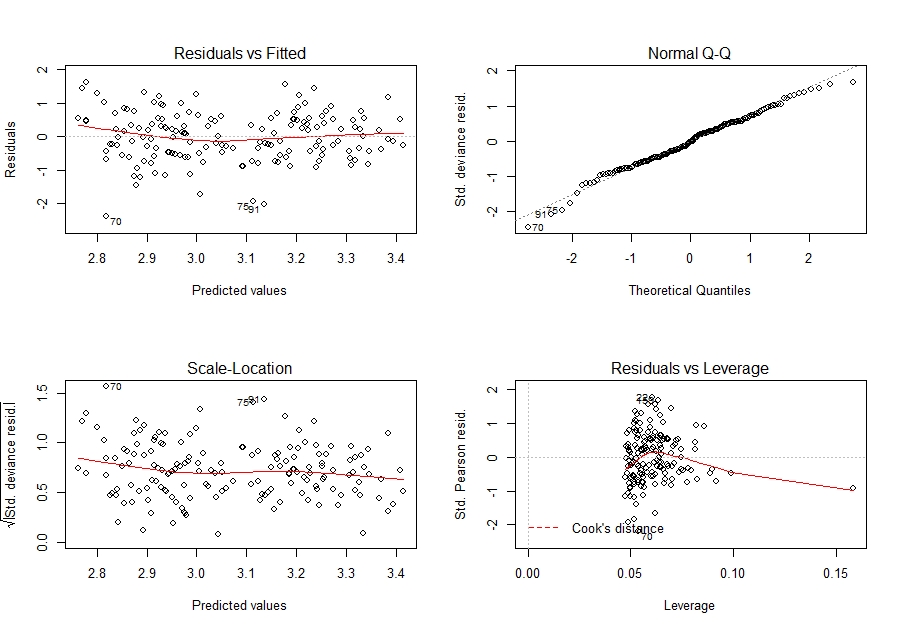 Residuals vs Fitted
Residuals
2
1
0
-1
-2
75
91
70
2.8 2.9 3.0 3.1 3.2 3.3 3.4
Predicted values
Normal Q-Q
Std. deviance resid.
2
1
0
-1
-2
91
75
70
-2 -1 0 1 2
Theoretical Quantiles
Scale-Location
√|Std. deviance resid.|
1.5
1.0
0.5
0.0
70
75
91
2.8 2.9 3.0 3.1 3.2 3.3 3.4
Predicted values
Residuals vs Leverage
Std. Pearson resid.
2
1
0
-1
-2
Cook's distance
70
0.00 0.05 0.10 0.15
Leverage